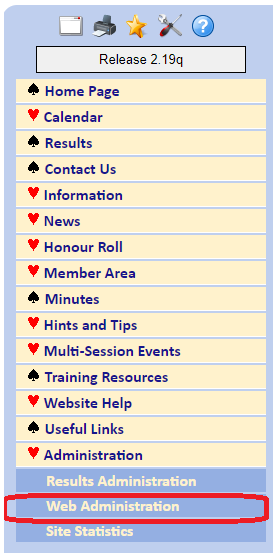 Release 2.19q
Home Page
Calendar
Results
Contact Us
Information
News
Honour Roll
Member Area
Minutes
Hints and Tips
Multi-Session Events
Training Resources
Website Help
Useful Links
Administration
Results Administration
Web Administration
Site Statistics